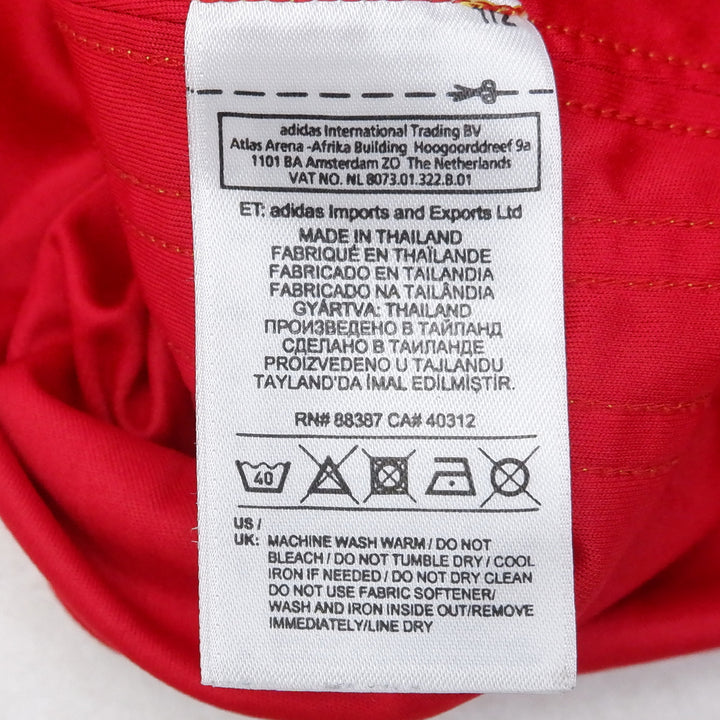 1/2
adidas International Trading BV
Atlas Arena -Afrika Building Hoogoorddreef 9a
1101 BA Amsterdam ZO The Netherlands
VAT NO. NL 8073.01.322.B.01
ET: adidas Imports and Exports Ltd
MADE IN THAILAND
FABRIQUÉ EN THAÏLANDE
FABRICADO EN TAILANDIA
FABRICADO NA TAILÂNDIA
GYÁRTVA: THAILAND
ПРОИЗВЕДЕНО В ТАЙЛАНД
СДЕЛАНО В ТАИЛАНДЕ
PROIZVEDENO U TAJLANDU
TAYLAND'DA İMAL EDİLMİŞTİR.
RN# 88387 CA# 40312
40
US /
UK: MACHINE WASH WARM / DO NOT
BLEACH / DO NOT TUMBLE DRY / COOL
IRON IF NEEDED / DO NOT DRY CLEAN
DO NOT USE FABRIC SOFTENER/
WASH AND IRON INSIDE OUT/REMOVE
IMMEDIATELY/LINE DRY